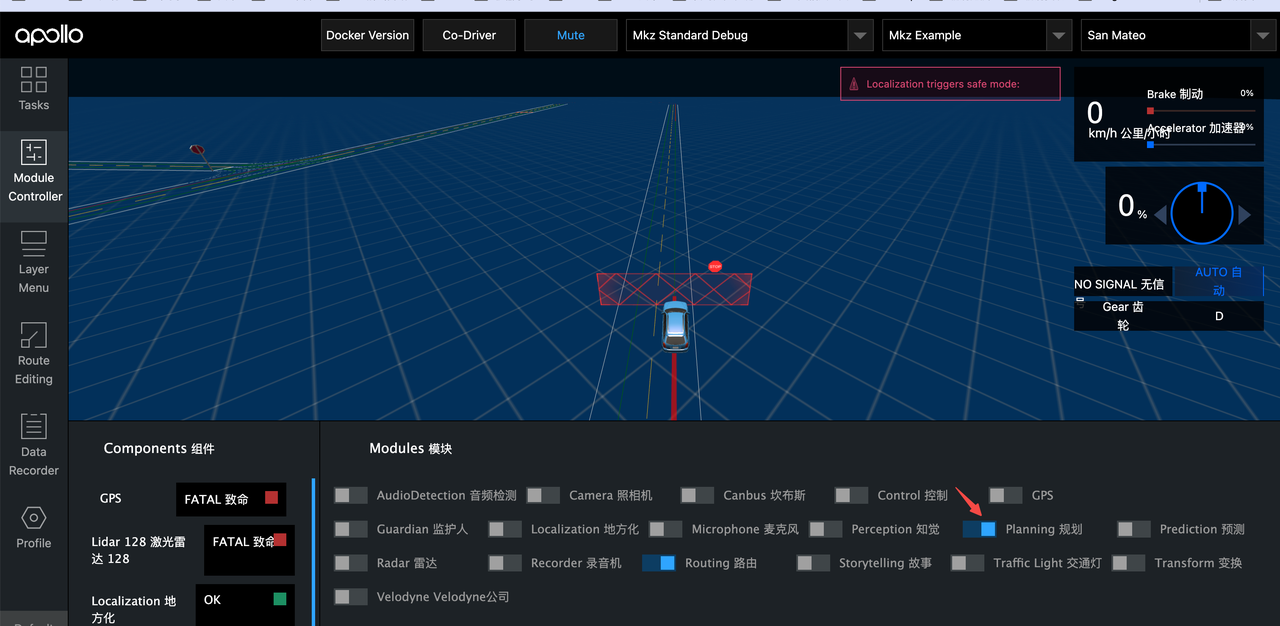 apollo
Docker Version
Co-Driver
Mute
Mkz Standard Debug
Mkz Example
San Mateo
Tasks
Module
Controller
Layer
Menu
Route
Editing
Data
Recorder
Profile
Localization triggers safe mode:
STOP
0
km/h 公里/小时
Brake 制动
0%
Accelerator 加速器
0%
0 %
NO SIGNAL 无信
号
AUTO 自
动
Gear 齿
轮
D
Components 组件
GPS
FATAL 致命
Lidar 128 激光雷
达 128
FATAL 致命
Localization 地
方化
OK
Modules 模块
AudioDetection 音频检测
Camera 照相机
Canbus 坎布斯
Control 控制
GPS
Guardian 监护人
Localization 地方化
Microphone 麦克风
Perception 知觉
Planning 规划
Prediction 预测
Radar 雷达
Recorder 录音机
Routing 路由
Storytelling 故事
Traffic Light 交通灯
Transform 变换
Velodyne Velodyne公司